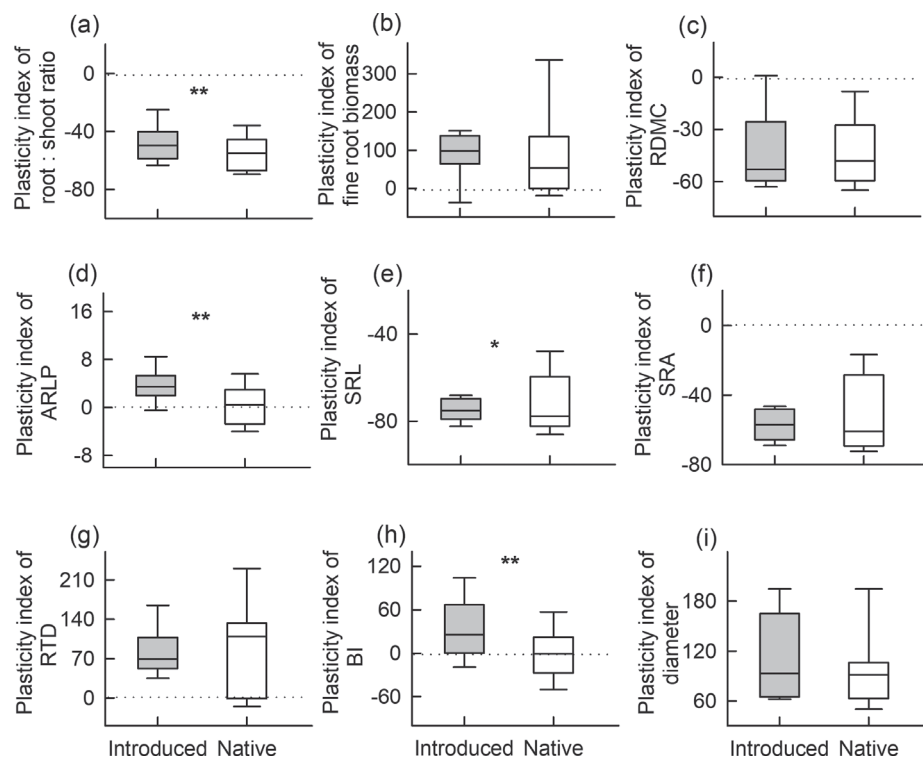 (a)
Plasticity index of
root : shoot ratio
0
-40
-80
**
(b)
Plasticity index of
fine root biomass
300
200
100
0
(c)
Plasticity index of
RDMC
0
-30
-60
(d)
Plasticity index of
ARLP
16
8
0
-8
**
(e)
Plasticity index of
SRL
-40
-80
*
(f)
Plasticity index of
SRA
0
-40
-80
(g)
Plasticity index of
RTD
210
140
70
0
Introduced Native
(h)
Plasticity index of
BI
120
60
0
-60
**
Introduced Native
(i)
Plasticity index of
diameter
180
120
60
Introduced Native